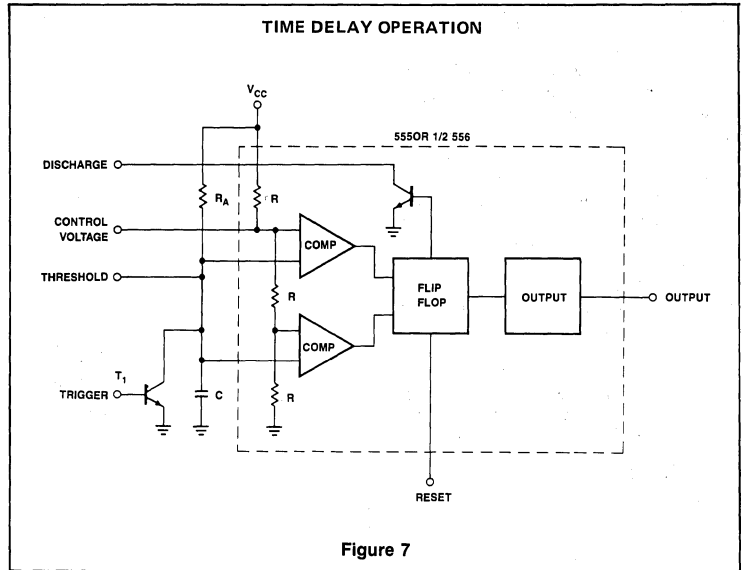 TIME DELAY OPERATION
VCC
555OR 1/2 556
DISCHARGE
RA
R
CONTROL
VOLTAGE
COMP
THRESHOLD
R
FLIP
FLOP
OUTPUT
OUTPUT
COMP
T1
TRIGGER
C
R
RESET
Figure 7